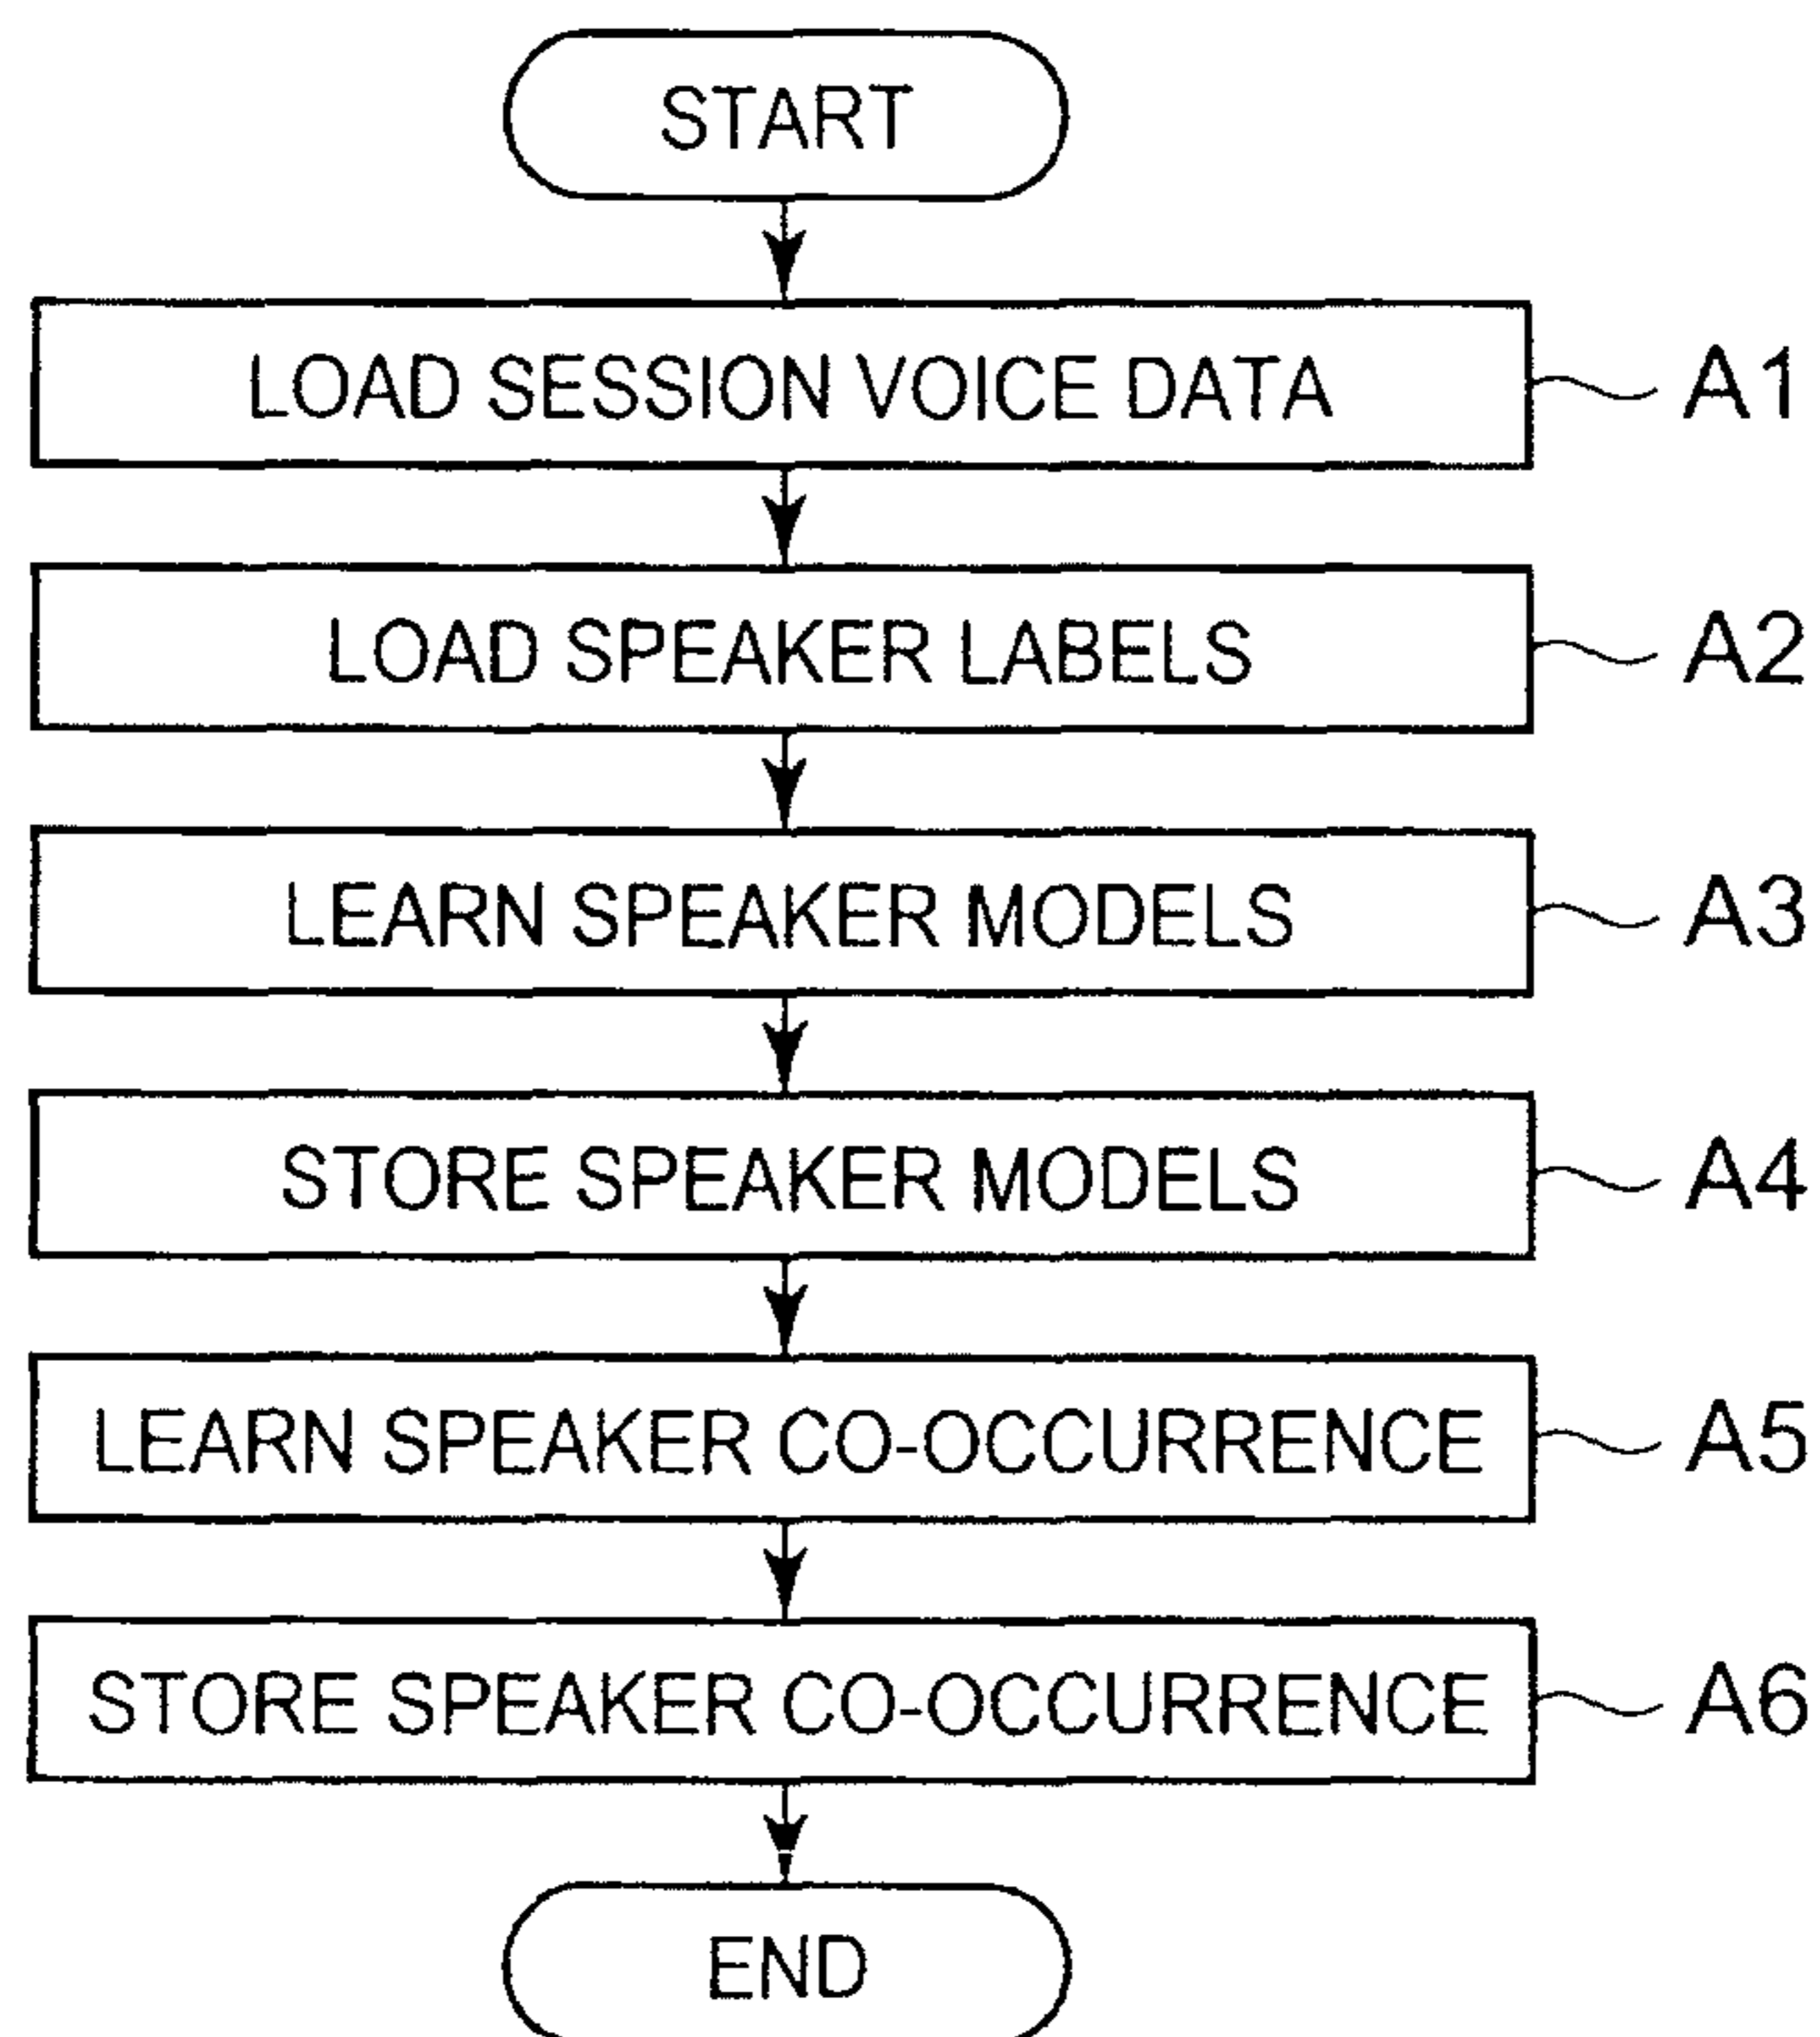 START
LOAD SESSION VOICE DATA A1
LOAD SPEAKER LABELS A2
LEARN SPEAKER MODELS A3
STORE SPEAKER MODELS A4
LEARN SPEAKER CO-OCCURRENCE A5
STORE SPEAKER CO-OCCURRENCE A6
END